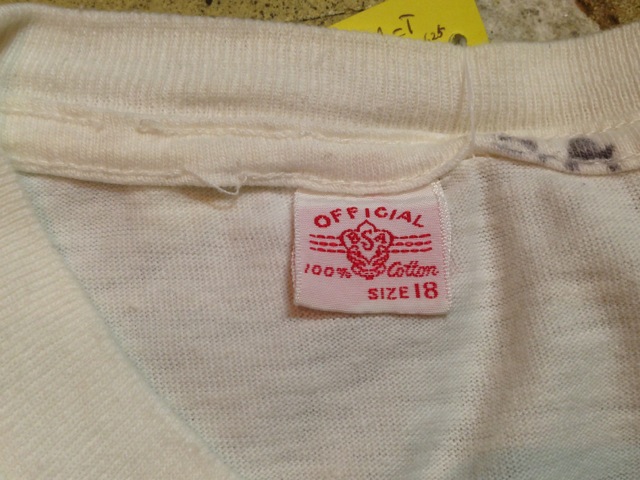 OFFICIAL
BSA
100% Cotton
SIZE 18